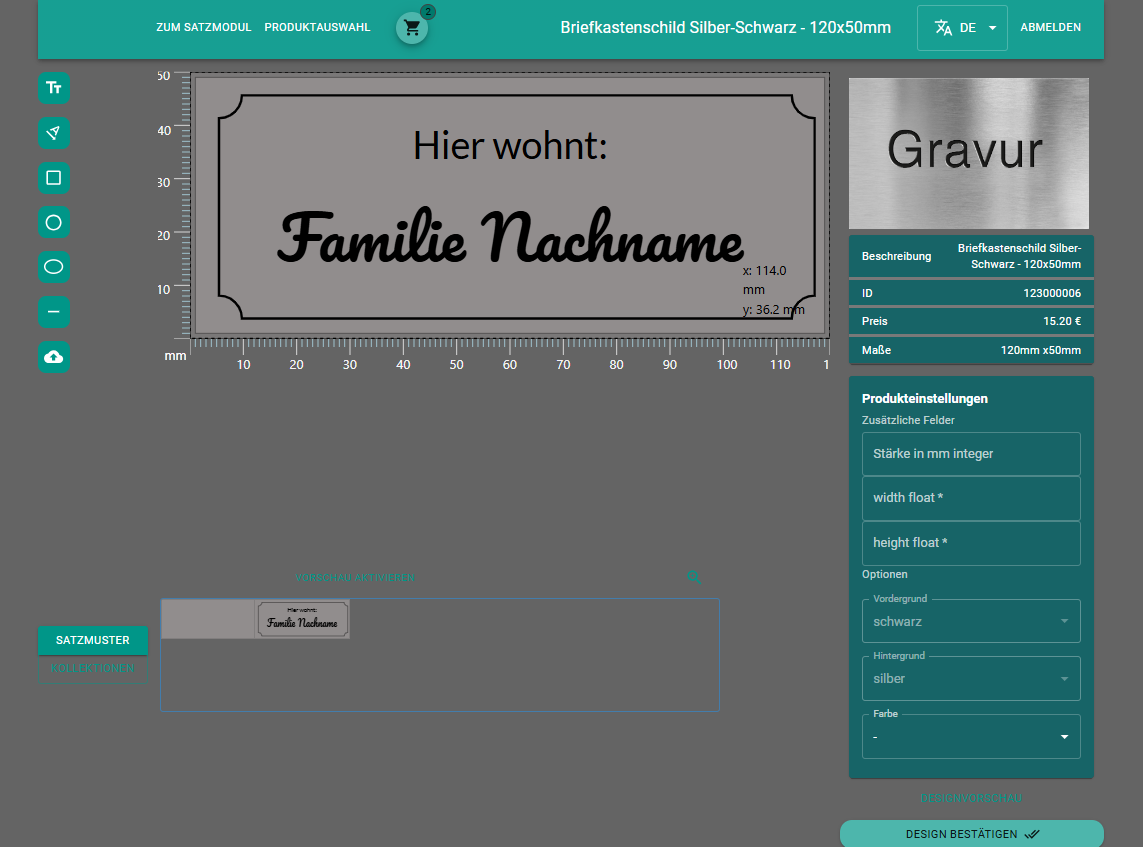 ZUM SATZMODUL
PRODUKTAUSWAHL
2
Briefkastenschild Silber-Schwarz - 120x50mm
DE
ABMELDEN
Tt
50
40
30
20
10
mm
10
20
30
40
50
60
70
80
90
100
110
1
Hier wohnt:
Familie Nachname
x: 114.0
mm
y: 36.2 mm
Gravur
Beschreibung
Briefkastenschild Silber-
Schwarz - 120x50mm
ID
123000006
Preis
15.20 €
Maße
120mm x50mm
Produkteinstellungen
Zusätzliche Felder
Stärke in mm integer
width float *
height float *
Optionen
Vordergrund
schwarz
Hintergrund
silber
Farbe
-
VORSCHAU AKTIVIEREN
Hier wohnt:
Familie Nachname
SATZMUSTER
KOLLEKTIONEN
DESIGNVORSCHAU
DESIGN BESTÄTIGEN